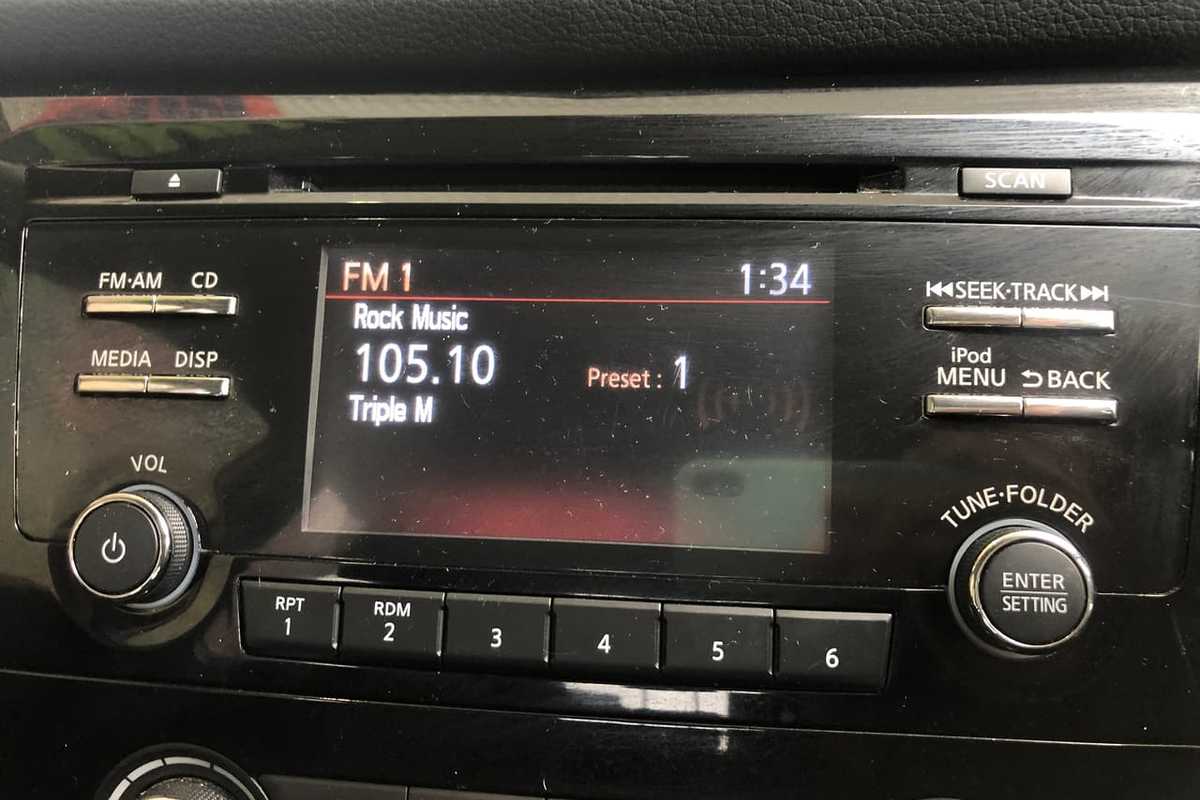 SCAN
FM·AM CD
MEDIA DISP
VOL
FM 1 1:34
Rock Music
105.10 Preset : 1
Triple M
SEEK·TRACK
iPod
MENU BACK
TUNE·FOLDER
ENTER
SETTING
RPT RDM
1 2 3 4 5 6